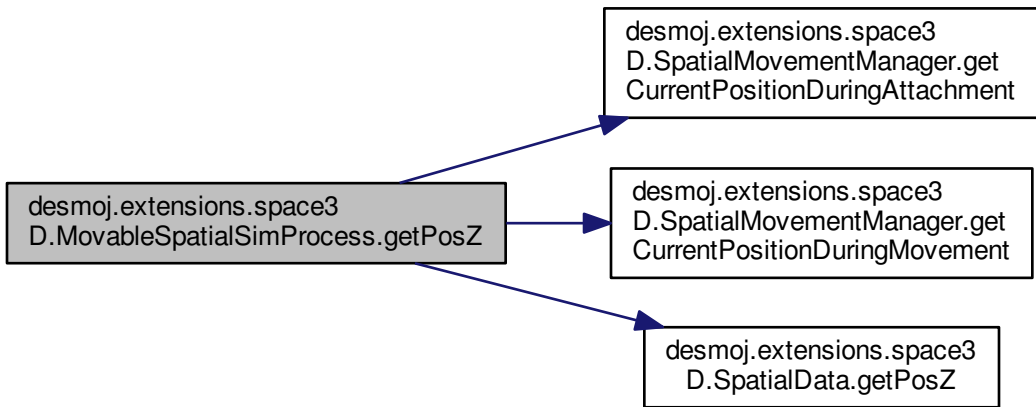 desmoj.extensions.space3
D.MovableSpatialSimProcess.getPosZ
desmoj.extensions.space3
D.SpatialMovementManager.get
CurrentPositionDuringAttachment
desmoj.extensions.space3
D.SpatialMovementManager.get
CurrentPositionDuringMovement
desmoj.extensions.space3
D.SpatialData.getPosZ